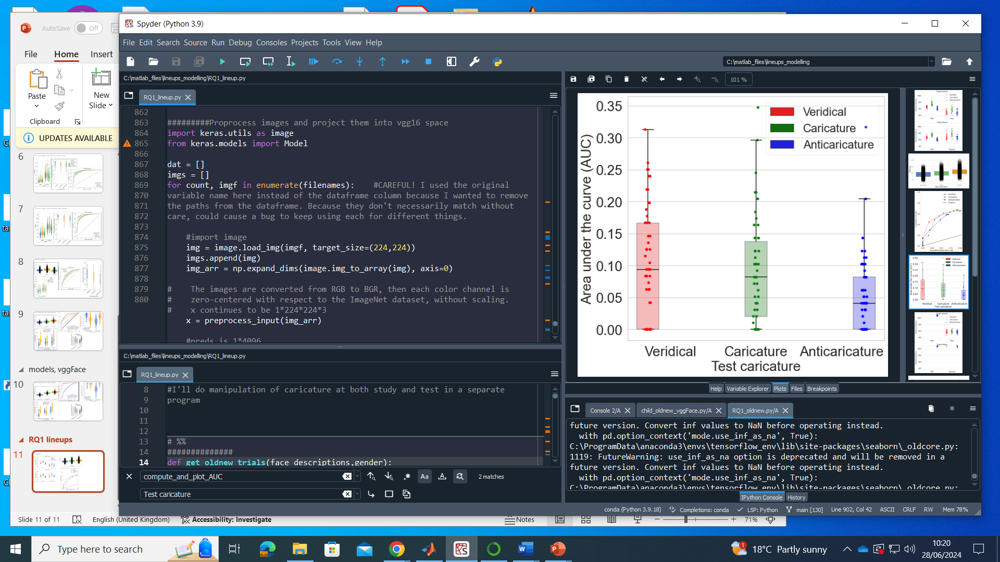 AutoSave
Off
File
Home
Insert
Paste
New
Slide
Clipboard
UPDATES AVAILABLE
6
7
8
9
models, vggFace
10
RQ1 lineups
11
Slide 11 of 11
English (United Kingdom)
Accessibility: Investigate
Notes
71%
Spyder (Python 3.9)
File Edit Search Source Run Debug Consoles Projects Tools View Help
C:\matlab_files\lineups_modelling
C:\matlab_files\lineups_modelling\RQ1_lineup.py
RQ1_lineup.py
862
863 #########Proprocess images and project them into vgg16 space
864 import keras.utils as image
865 from keras.models import Model
866
867 dat = []
868 imgs = []
869 for count, imgf in enumerate(filenames):    #CAREFUL! I used the original
870 variable name here instead of the dataframe column because I wanted to remove
871 the paths from the dataframe. Because they don't necessarily match without
872 care, could cause a bug to keep using each for different things.
873
874     #import image
875     img = image.load_img(imgf, target_size=(224,224))
876     imgs.append(img)
877     img_arr = np.expand_dims(image.img_to_array(img), axis=0)
878
879 #    The images are converted from RGB to BGR, then each color channel is
880 #    zero-centered with respect to the ImageNet dataset, without scaling.
#    x continues to be 1*224*224*3
    x = preprocess_input(img_arr)
    #preds is 1*4096
C:\matlab_files\lineups_modelling\RQ1_lineup.py
RQ1_lineup.py
8 #I'll do manipulation of caricature at both study and test in a separate
9 program
10
11
12
13 # %%
14 ##############
14 def get_oldnew_trials(face_descriptions,gender):
compute_and_plot_AUC
Aa
2 matches
Test caricature
101 %
0.35
0.30
0.25
0.20
0.15
0.10
0.05
0.00
Area under the curve (AUC)
Veridical
Caricature
Anticaricature
Veridical Caricature Anticaricature
Test caricature
Help Variable Explorer Plots Files Breakpoints
Console 2/A
child_oldnew_vggFace.py/A
RQ1_oldnew.py/A
future version. Convert inf values to NaN before operating instead.
  with pd.option_context('mode.use_inf_as_na', True):
C:\ProgramData\anaconda3\envs\tensorflow_env\lib\site-packages\seaborn\_oldcore.py:
1119: FutureWarning: use_inf_as_na option is deprecated and will be removed in a
future version. Convert inf values to NaN before operating instead.
  with pd.option_context('mode.use_inf_as_na', True):
C:\ProgramData\anaconda3\envs\tensorflow_env\lib\site-packages\seaborn\_oldcore.py:
IPython Console History
conda (Python 3.9.18) Completions: conda LSP: Python main [130] Line 902, Col 42 ASCII CRLF RW Mem 78%
Type here to search
18°C Partly sunny
10:20
28/06/2024